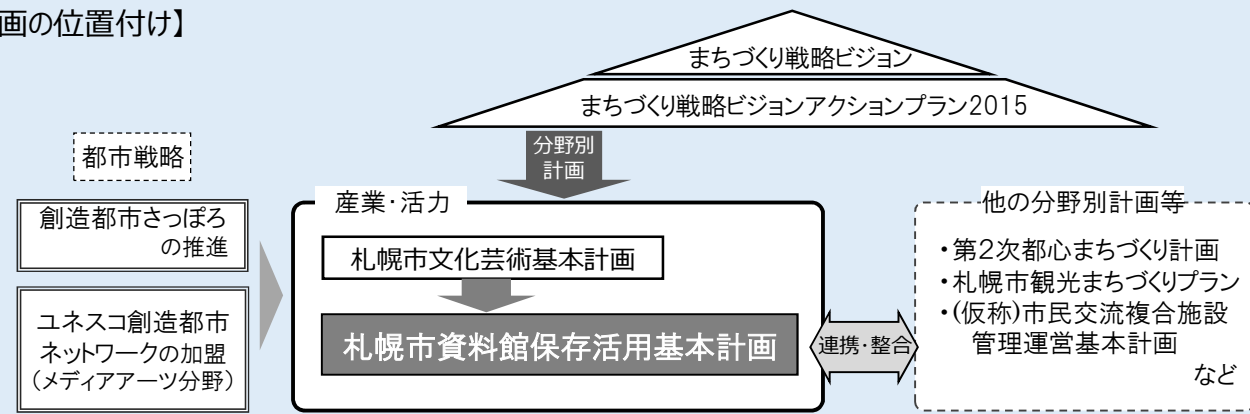 画の位置付け】
まちづくり戦略ビジョン
まちづくり戦略ビジョンアクションプラン2015
分野別
計画
都市戦略
創造都市さっぽろ
の推進
ユネスコ創造都市
ネットワークの加盟
（メディアアーツ分野）
産業・活力
札幌市文化芸術基本計画
札幌市資料館保存活用基本計画
連携・整合
他の分野別計画等
・第２次都心まちづくり計画
・札幌市観光まちづくりプラン
・(仮称)市民交流複合施設
管理運営基本計画
など